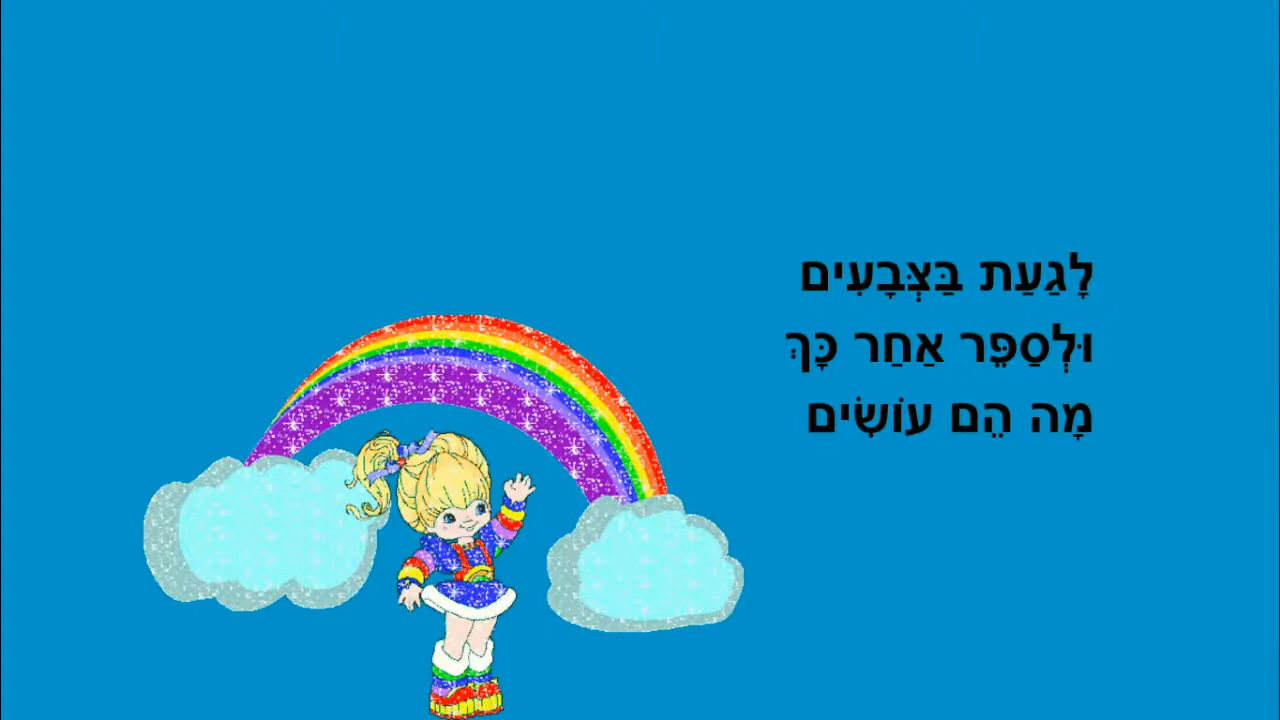 לָגַעַת בַּצְּבָעִים
וּלְסַפֵּר אַחַר כָּךְ
מָה הֵם עוֹשִׂים